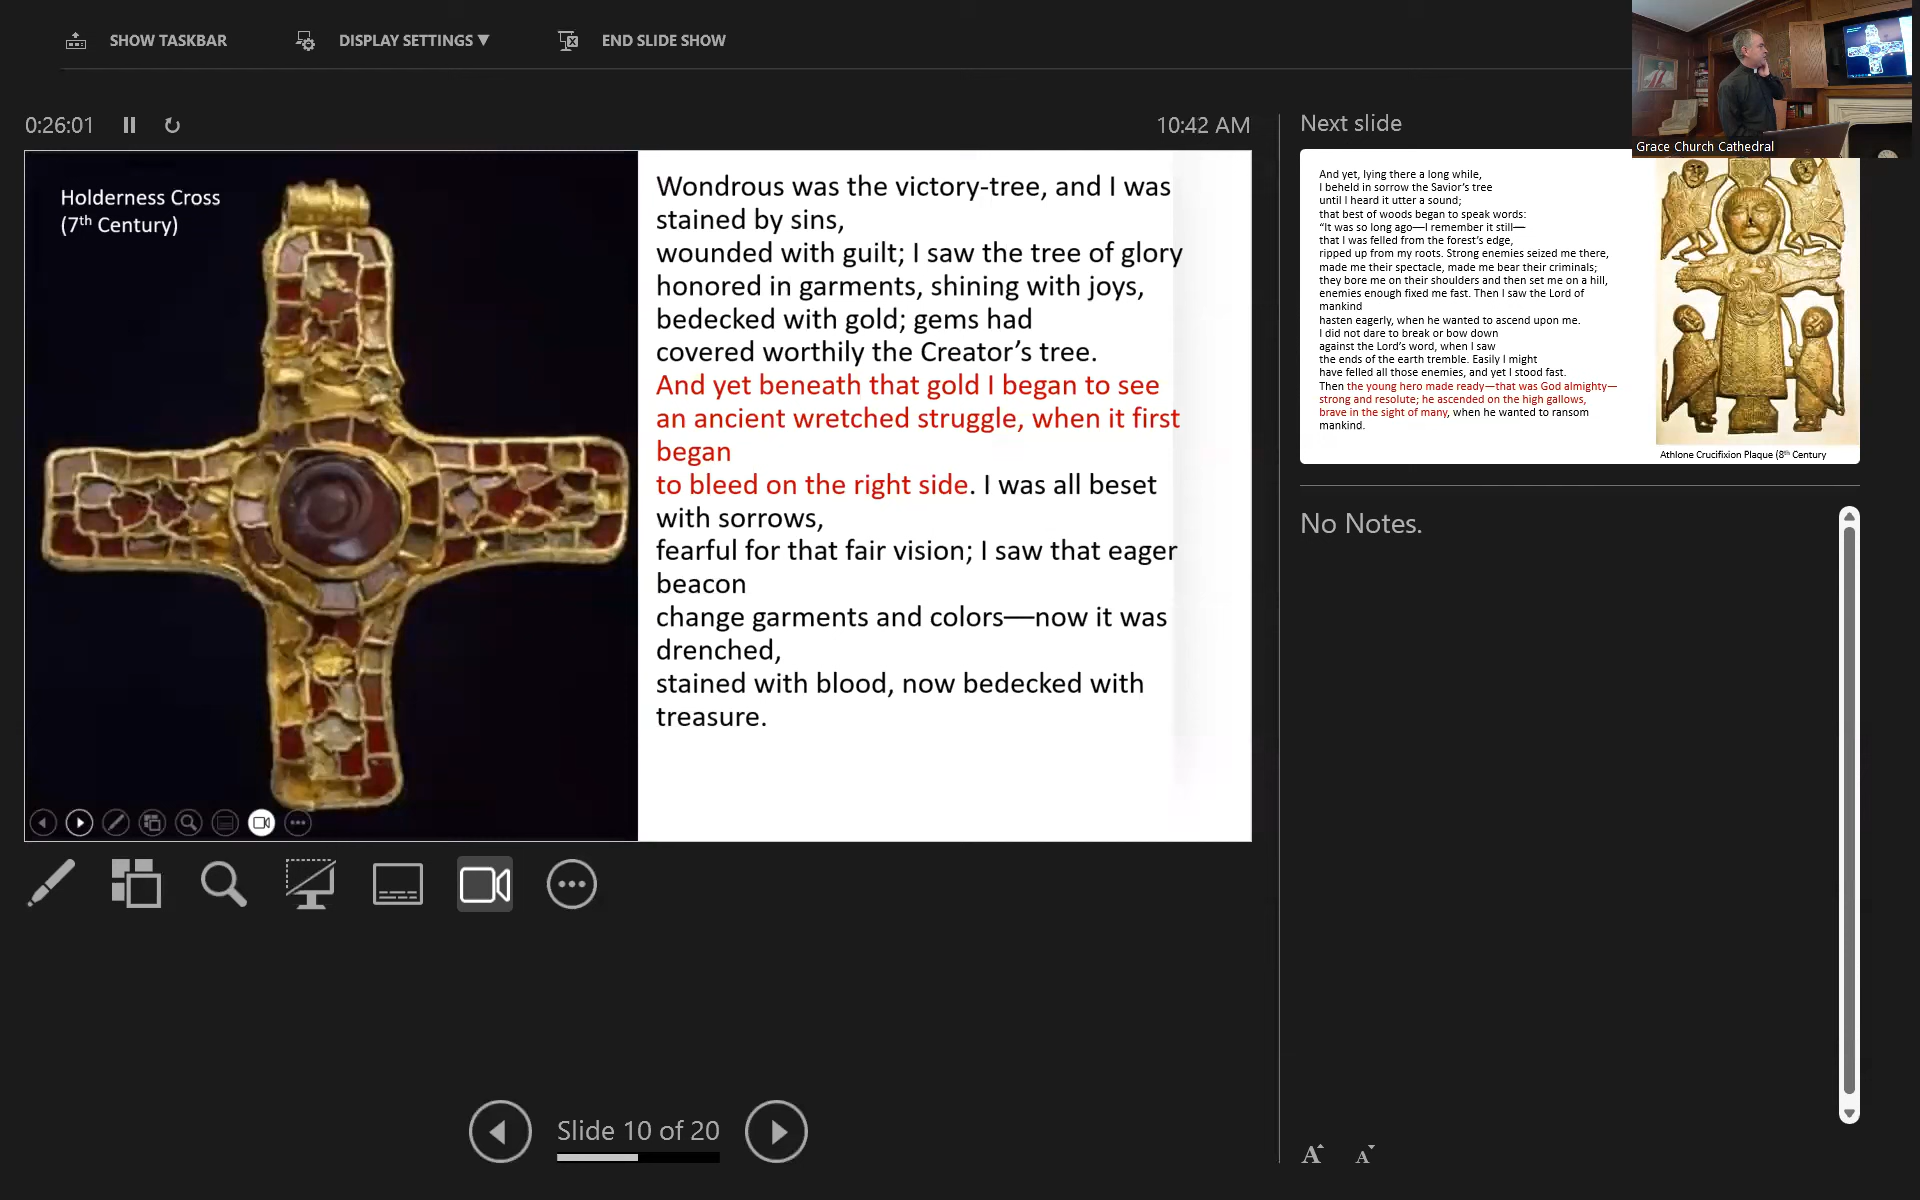 SHOW TASKBAR
DISPLAY SETTINGS ▼
END SLIDE SHOW
0:26:01
10:42 AM
Holderness Cross
(7th Century)
Wondrous was the victory-tree, and I was
stained by sins,
wounded with guilt; I saw the tree of glory
honored in garments, shining with joys,
bedecked with gold; gems had
covered worthily the Creator’s tree.
And yet beneath that gold I began to see
an ancient wretched struggle, when it first
began
to bleed on the right side. I was all beset
with sorrows,
fearful for that fair vision; I saw that eager
beacon
change garments and colors—now it was
drenched,
stained with blood, now bedecked with
treasure.
Slide 10 of 20
Next slide
Grace Church Cathedral
And yet, lying there a long while,
I beheld in sorrow the Savior’s tree
until I heard it utter a sound;
that best of woods began to speak words:
“It was so long ago—I remember it still—
that I was felled from the forest’s edge,
ripped up from my roots. Strong enemies seized me there,
made me their spectacle, made me bear their criminals;
they bore me on their shoulders and then set me on a hill,
enemies enough fixed me fast. Then I saw the Lord of
mankind
hasten eagerly, when he wanted to ascend upon me.
I did not dare to break or bow down
against the Lord’s word, when I saw
the ends of the earth tremble. Easily I might
have felled all those enemies, and yet I stood fast.
Then the young hero made ready—that was God almighty—
strong and resolute; he ascended on the high gallows,
brave in the sight of many, when he wanted to ransom
mankind.
Athlone Crucifixion Plaque (8th Century
No Notes.
A A